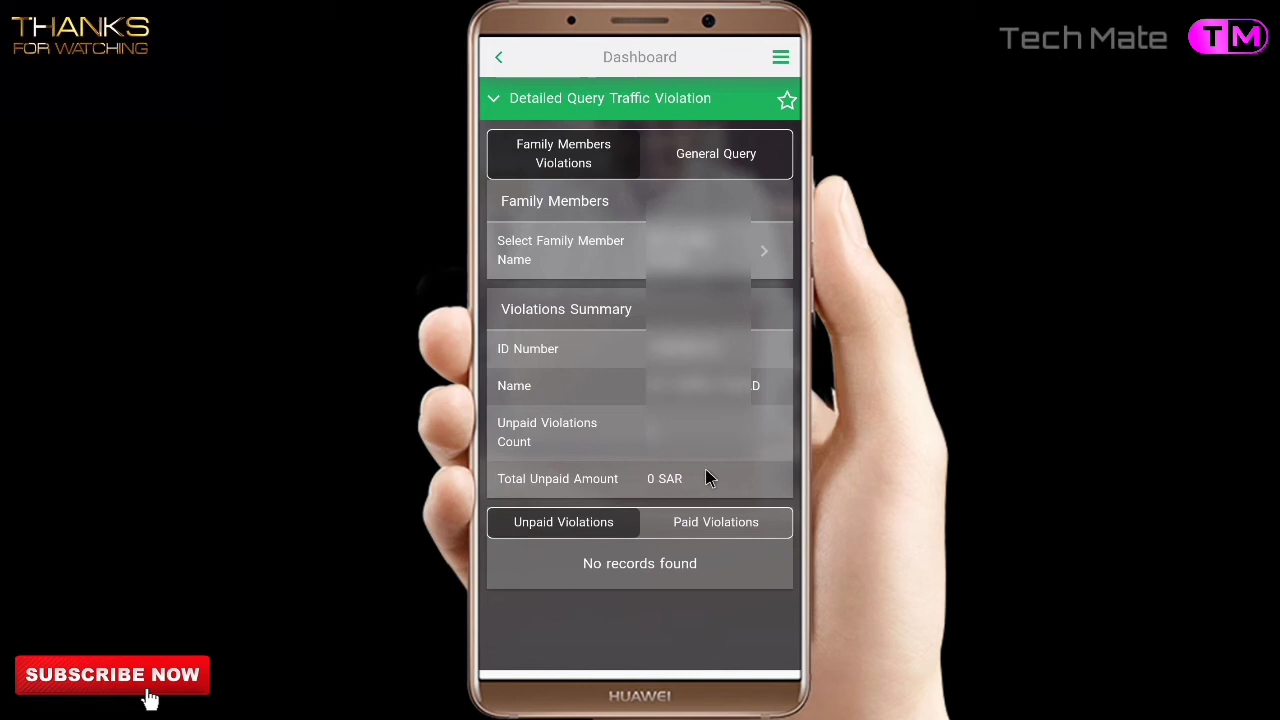 THANKS
FOR WATCHING
Tech Mate TM
Dashboard
Detailed Query Traffic Violation
Family Members
Violations
General Query
Family Members
Select Family Member
Name
Violations Summary
ID Number
Name D
Unpaid Violations
Count
Total Unpaid Amount 0 SAR
Unpaid Violations Paid Violations
No records found
SUBSCRIBE NOW
HUAWEI